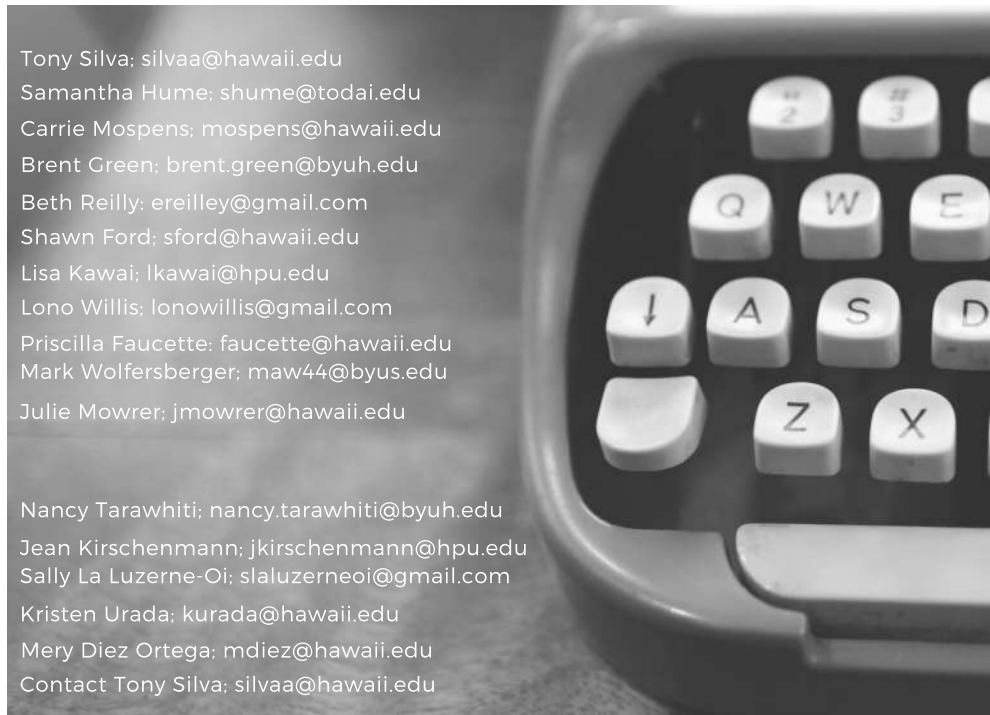 Tony Silva; silvaa@hawaii.edu
Samantha Hume; shume@todai.edu
Carrie Mospens; mospens@hawaii.edu
Brent Green; brent.green@byuh.edu
Beth Reilly: ereilley@gmail.com
Shawn Ford; sford@hawaii.edu
Lisa Kawai; lkawai@hpu.edu
Lono Willis; lonowillis@gmail.com
Priscilla Faucette: faucette@hawaii.edu
Mark Wolfersberger; maw44@byus.edu
Julie Mowrer; jmowrer@hawaii.edu
Nancy Tarawhiti; nancy.tarawhiti@byuh.edu
Jean Kirschenmann; jkirschenmann@hpu.edu
Sally La Luzerne-Oi; slaluzerneoi@gmail.com
Kristen Urada; kurada@hawaii.edu
Mery Diez Ortega; mdiez@hawaii.edu
Contact Tony Silva; silvaa@hawaii.edu
" 2 # 3
Q W E
↓ A S D
Z X